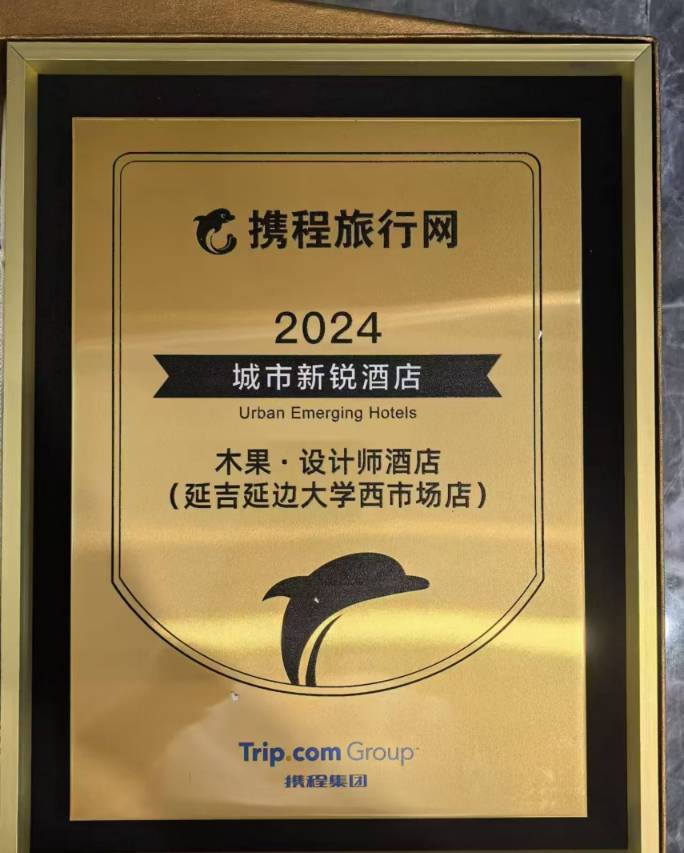 携程旅行网
2024
城市新锐酒店
Urban Emerging Hotels
木果·设计师酒店
（延吉延边大学西市场店）
Trip.com Group
携程集团